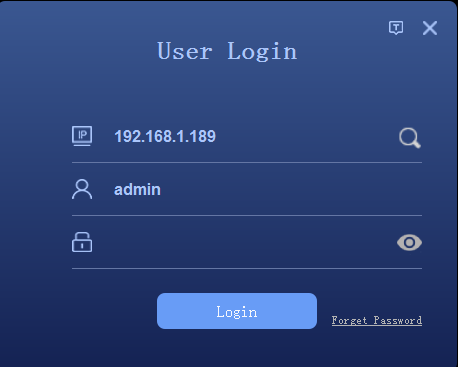 User Login
IP 192.168.1.189
admin
Login
Forget Password